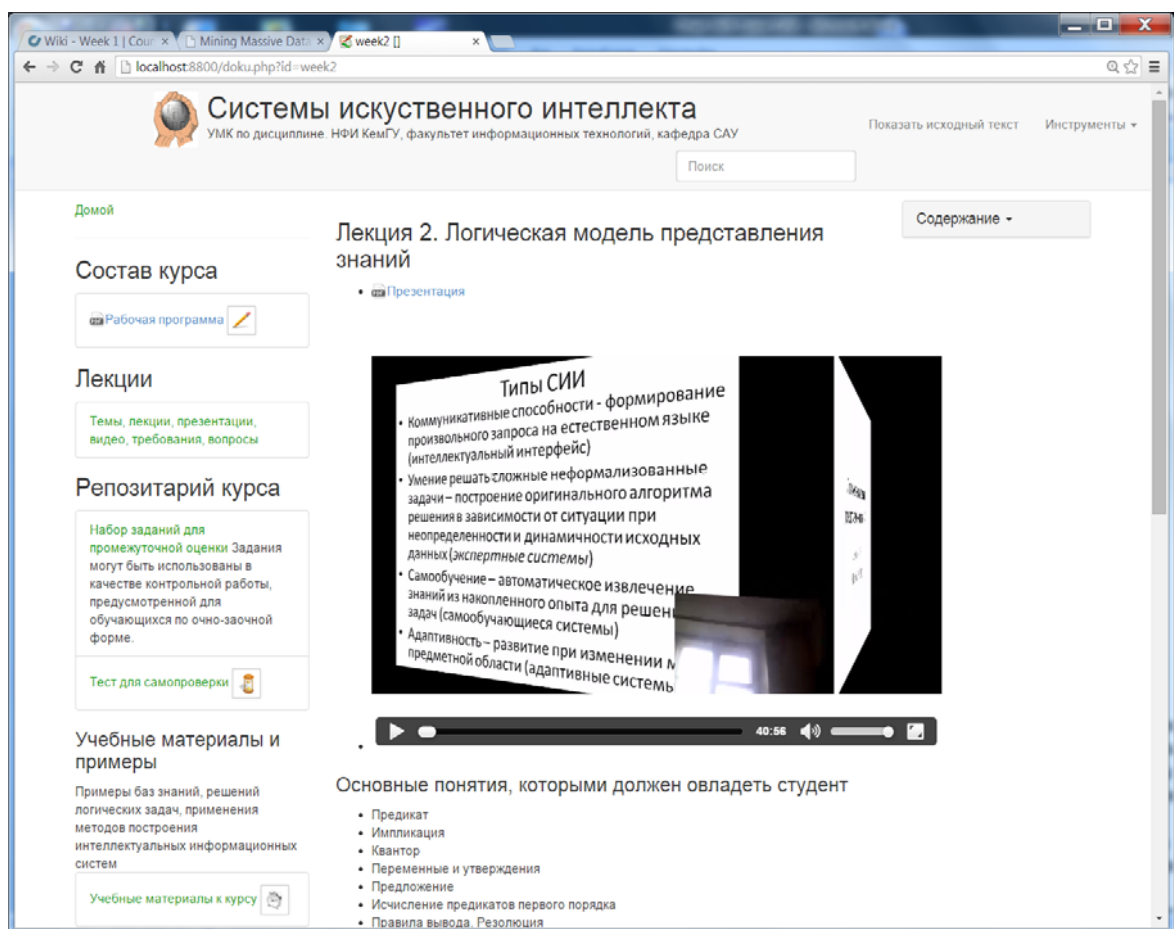 Wiki - Week 1 | Cour
Mining Massive Data
week2 []
localhost:8800/doku.php?id=week2
Системы искуственного интеллекта
УМК по дисциплине. НФИ КемГУ, факультет информационных технологий, кафедра САУ
Показать исходный текст
Инструменты
Поиск
Домой
Состав курса
Рабочая программа
Лекции
Темы, лекции, презентации,
видео, требования, вопросы
Репозитарий курса
Набор заданий для
промежуточной оценки Задания
могут быть использованы в
качестве контрольной работы,
предусмотренной для
обучающихся по очно-заочной
форме.
Тест для самопроверки
Учебные материалы и
примеры
Примеры баз знаний, решений
логических задач, применения
методов построения
интеллектуальных информационных
систем
Учебные материалы к курсу
Содержание
Лекция 2. Логическая модель представления
знаний
• Презентация
Типы СИИ
• Коммуникативные способности - формирование
произвольного запроса на естественном языке
(интеллектуальный интерфейс)
• Умение решать сложные неформализованные
задачи – построение оригинального алгоритма
решения в зависимости от ситуации при
неопределенности и динамичности исходных
данных (экспертные системы)
• Самообучение – автоматическое извлечение
знаний из накопленного опыта для решени
задач (самообучающиеся системы)
• Адаптивность – развитие при изменении м
предметной области (адаптивные системы
40:56
Основные понятия, которыми должен овладеть студент
• Предикат
• Импликация
• Квантор
• Переменные и утверждения
• Предложение
• Исчисление предикатов первого порядка
• Правила вывода. Резолюция